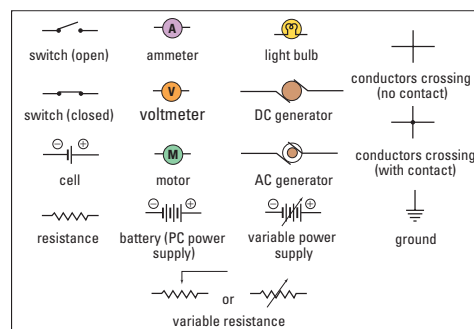 A
switch (open) ammeter light bulb
conductors crossing
(no contact)
V
switch (closed) voltmeter DC generator
M
conductors crossing
(with contact)
− + cell motor AC generator
− + − +
resistance battery (PC power
supply) variable power
supply ground
or
variable resistance